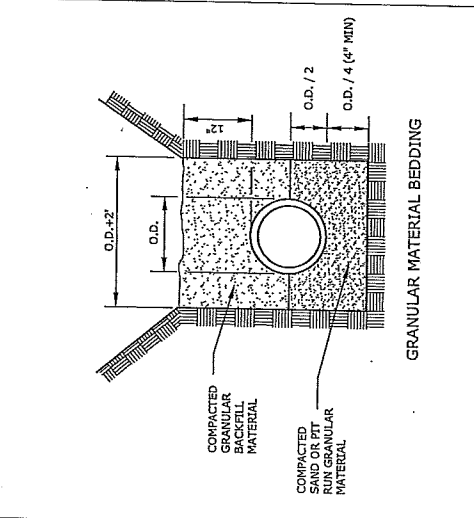 O.D.+2'
O.D.
12"
O.D. / 2
O.D. / 4 (4" MIN)
COMPACTED
GRANULAR
BACKFILL
MATERIAL
COMPACTED
SAND OR PIT
RUN GRANULAR
MATERIAL
GRANULAR MATERIAL BEDDING